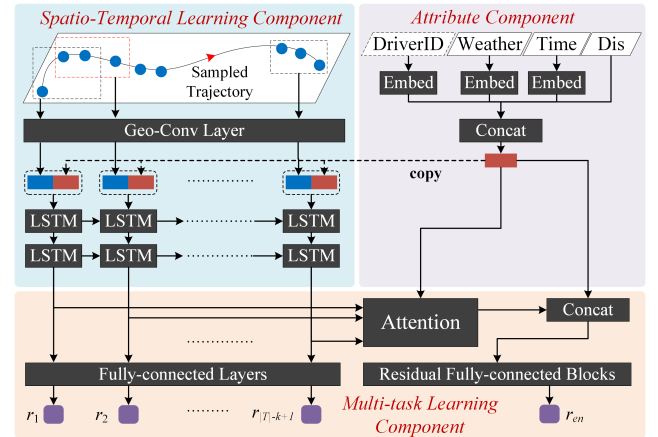 Spatio-Temporal Learning Component
Attribute Component
DriverID Weather Time Dis
Sampled
Trajectory
Embed Embed Embed
Geo-Conv Layer
Concat
copy
LSTM LSTM LSTM
LSTM LSTM LSTM
Attention
Concat
Fully-connected Layers
Residual Fully-connected Blocks
r1 r2 r|T|-k+1
Multi-task Learning
Component
ren